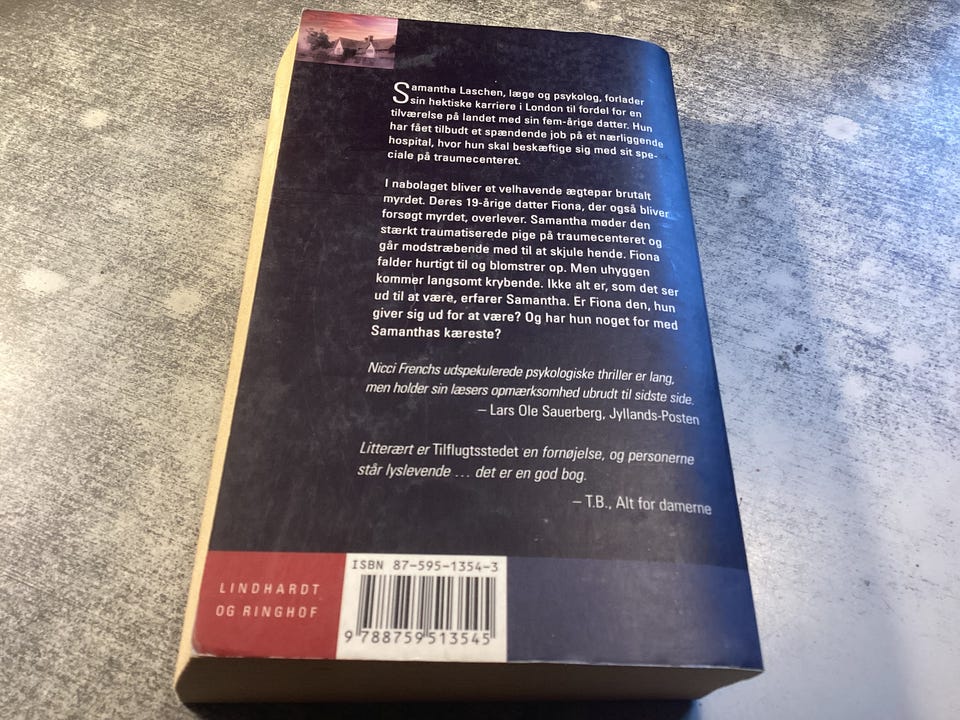 Samantha Laschen, læge og psykolog, forlader
sin hektiske karriere i London til fordel for en
tilværelse på landet med sin fem-årige datter. Hun
har fået tilbudt et spændende job på et nærliggende
hospital, hvor hun skal beskæftige sig med sit spe-
ciale på traumecenteret.
I nabolaget bliver et velhavende ægtepar brutalt
myrdet. Deres 19-årige datter Fiona, der også bliver
forsøgt myrdet, overlever. Samantha møder den
stærkt traumatiserede pige på traumecenteret og
går modstræbende med til at skjule hende. Fiona
falder hurtigt til og blomstrer op. Men uhyggen
kommer langsomt krybende. Ikke alt er, som det ser
ud til at være, erfarer Samantha. Er Fiona den, hun
giver sig ud for at være? Og har hun noget for med
Samanthas kæreste?
Nicci Frenchs udspekulerede psykologiske thriller er lang,
men holder sin læsers opmærksomhed ubrudt til sidste side.
– Lars Ole Sauerberg, Jyllands-Posten
Litterært er Tilflugtsstedet en fornøjelse, og personerne
står lyslevende ... det er en god bog.
– T.B., Alt for damerne
LINDHARDT
OG RINGHOF
ISBN 87-595-1354-3
9 788759 513545